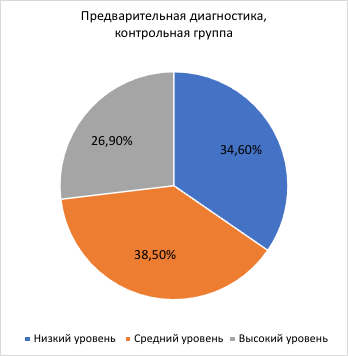 Предварительная диагностика,
контрольная группа
26,90%
34,60%
38,50%
Низкий уровень Средний уровень Высокий уровень